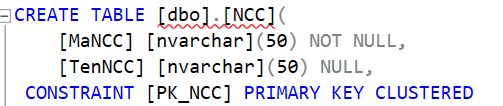 CREATE TABLE [dbo].[NCC](
[MaNCC] [nvarchar](50) NOT NULL,
[TenNCC] [nvarchar](50) NULL,
CONSTRAINT [PK_NCC] PRIMARY KEY CLUSTERED